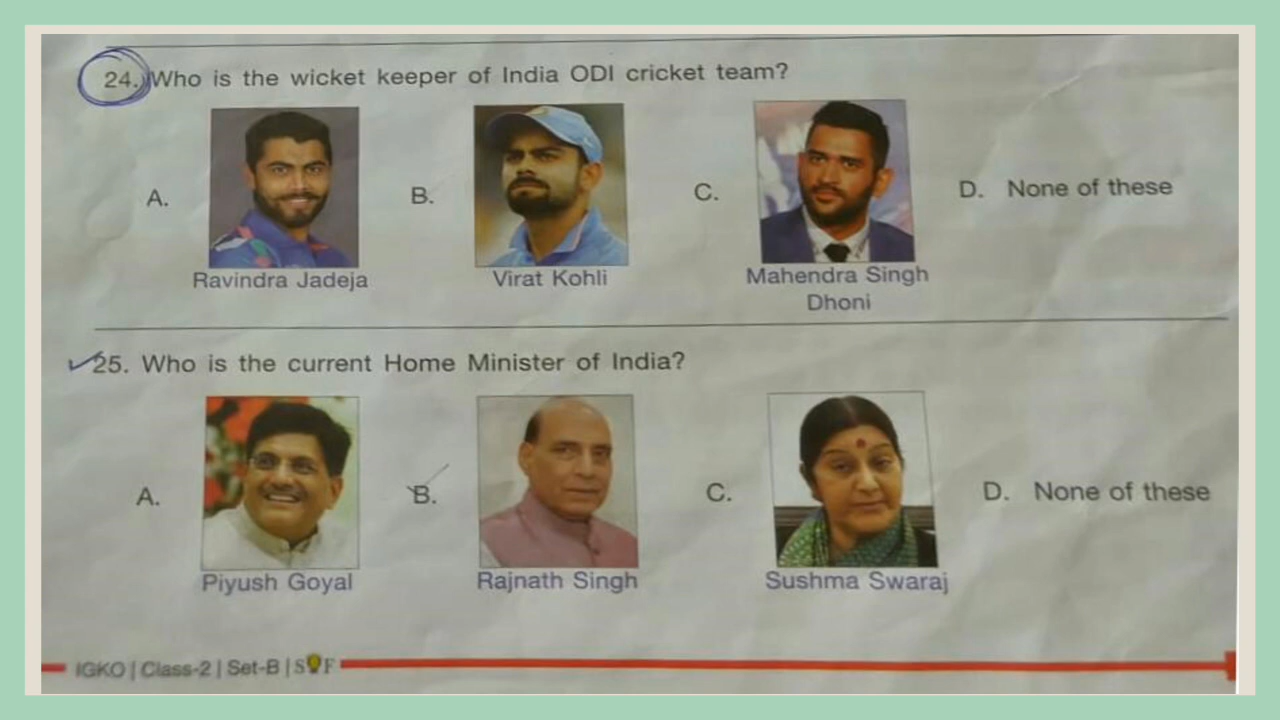 24. Who is the wicket keeper of India ODI cricket team?
A. B. C. D. None of these
Ravindra Jadeja Virat Kohli Mahendra Singh
Dhoni
25. Who is the current Home Minister of India?
A. B. C. D. None of these
Piyush Goyal Rajnath Singh Sushma Swaraj
IGKO | Class-2 | Set-B | SOF